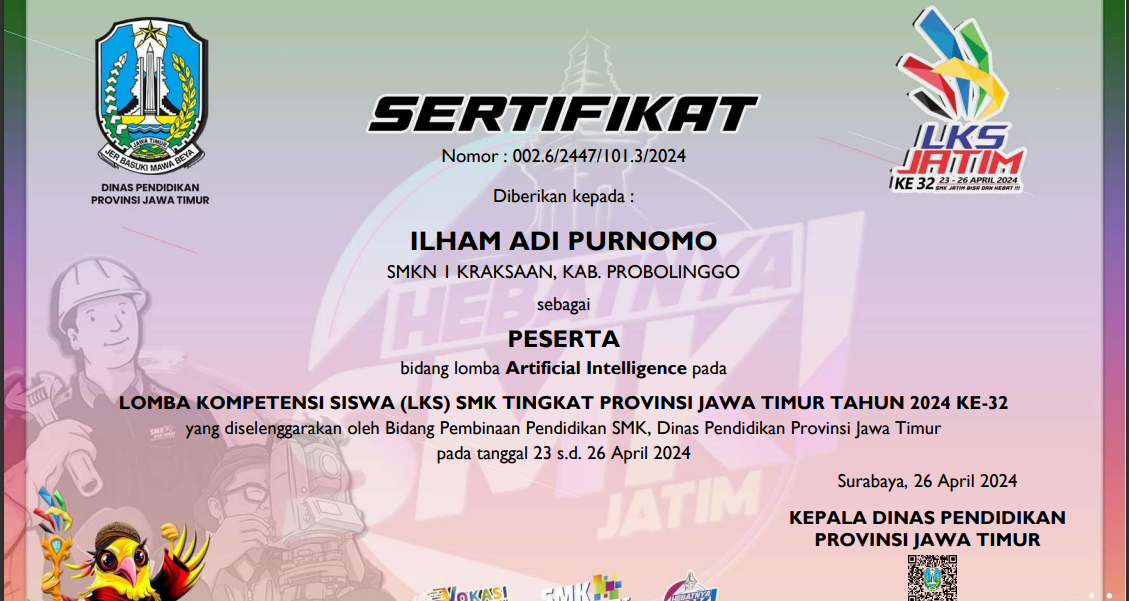 SERTIFIKAT
Nomor : 002.6/2447/101.3/2024
Diberikan kepada :
ILHAM ADI PURNOMO
SMKN 1 KRAKSAAN, KAB. PROBOLINGGO
sebagai
PESERTA
bidang lomba Artificial Intelligence pada
LOMBA KOMPETENSI SISWA (LKS) SMK TINGKAT PROVINSI JAWA TIMUR TAHUN 2024 KE-32
yang diselenggarakan oleh Bidang Pembinaan Pendidikan SMK, Dinas Pendidikan Provinsi Jawa Timur
pada tanggal 23 s.d. 26 April 2024
Surabaya, 26 April 2024
KEPALA DINAS PENDIDIKAN
PROVINSI JAWA TIMUR
JAWA TIMUR
JER BASUKI MAWA BEYA
DINAS PENDIDIKAN
PROVINSI JAWA TIMUR
LKS
JATIM
KE 32 23 - 26 APRIL 2024
SMK JATIM BISA DAN HEBAT !!!
HEBATNYA
SMK!
JATIM
SMK
VOKASI
SMK
HEBATNYA